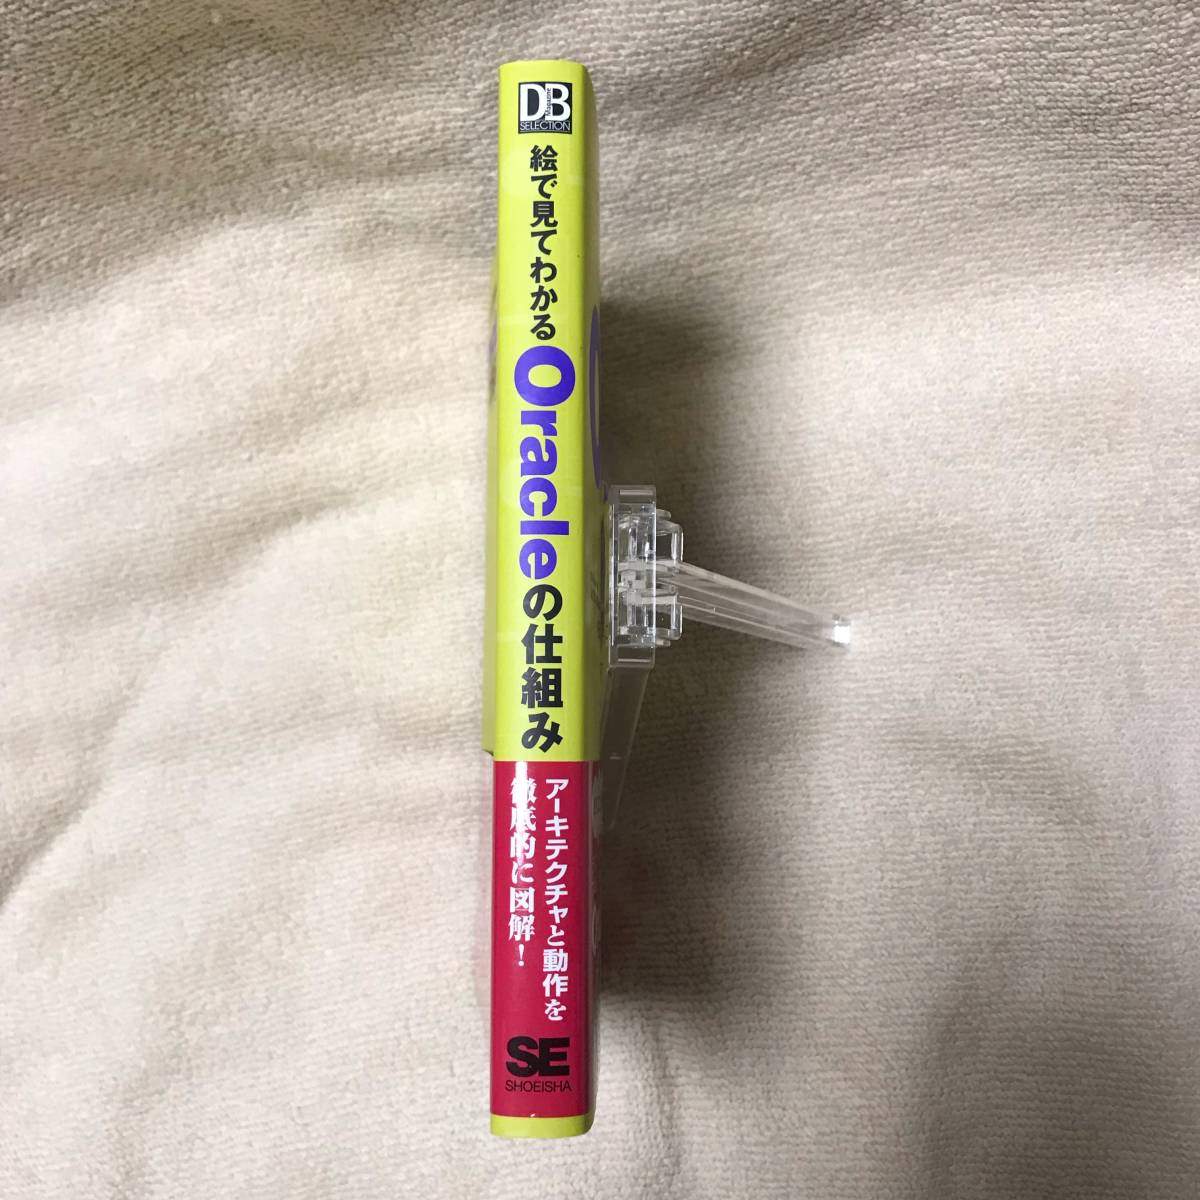 DB
Magazine
SELECTION
絵で見てわかるOracleの仕組み
アーキテクチャと動作を
徹底的に図解!
SE
SHOEISHA